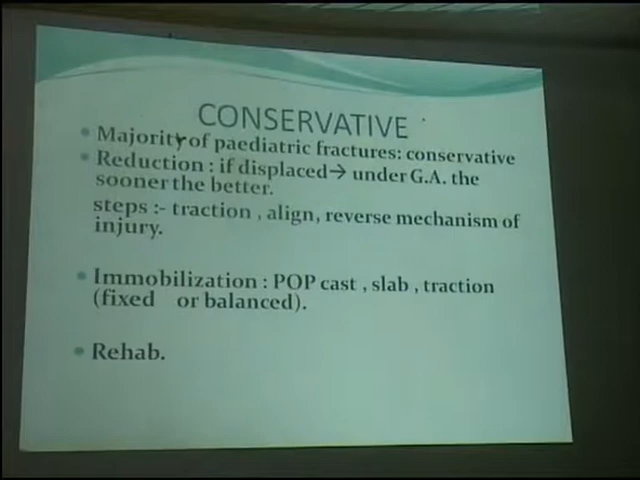 CONSERVATIVE
Majority of paediatric fractures: conservative
Reduction : if displaced→ under G.A. the
sooner the better.
steps :- traction , align, reverse mechanism of
injury.
Immobilization : POP cast , slab , traction
(fixed or balanced).
Rehab.